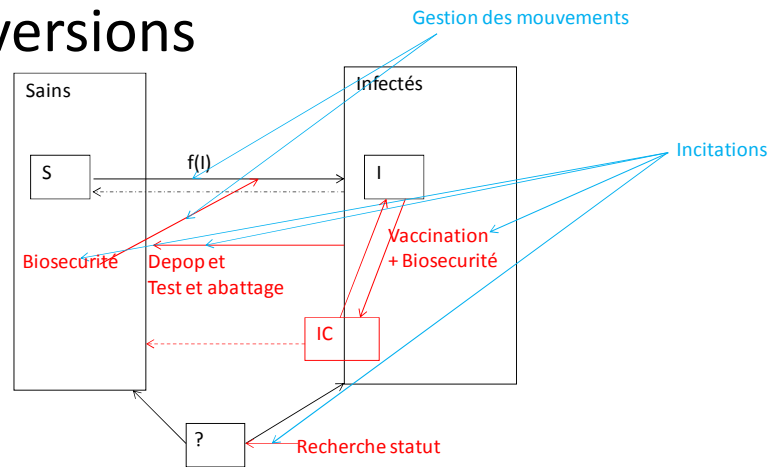 versions
Gestion des mouvements
Sains
Infectés
Incitations
S
f(I)
I
Vaccination
+ Biosecurité
Biosecurité
Depop et
Test et abattage
IC
?
Recherche statut